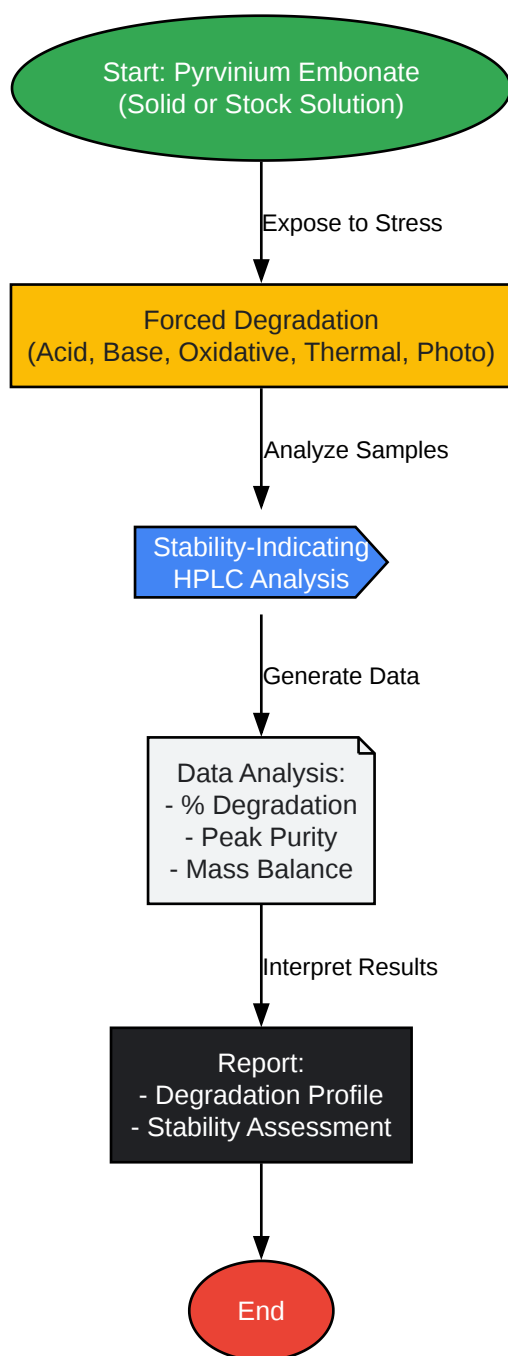 Start: Pyrvinium Embonate
(Solid or Stock Solution)
Expose to Stress
Forced Degradation
(Acid, Base, Oxidative, Thermal, Photo)
Analyze Samples
Stability-Indicating
HPLC Analysis
Generate Data
Data Analysis:
- % Degradation
- Peak Purity
- Mass Balance
Interpret Results
Report:
- Degradation Profile
- Stability Assessment
End